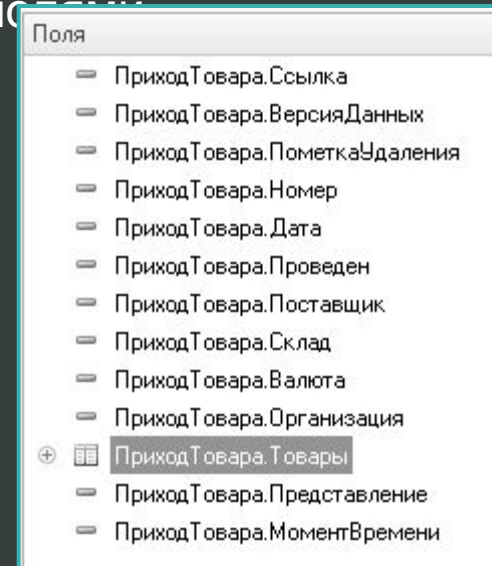 Поля
ПриходТовара.Ссылка
ПриходТовара.ВерсияДанных
ПриходТовара.ПометкаУдаления
ПриходТовара.Номер
ПриходТовара.Дата
ПриходТовара.Проведен
ПриходТовара.Поставщик
ПриходТовара.Склад
ПриходТовара.Валюта
ПриходТовара.Организация
ПриходТовара.Товары
ПриходТовара.Представление
ПриходТовара.МоментВремени